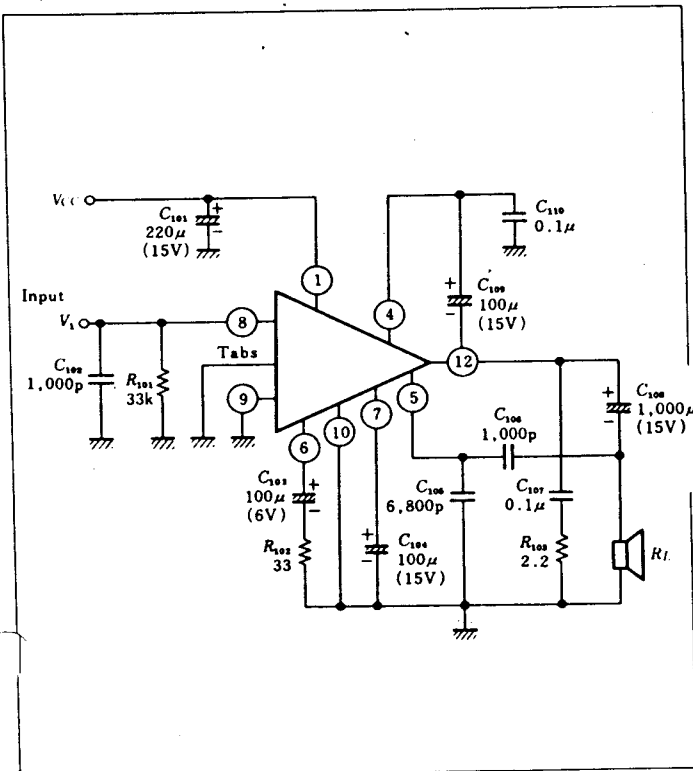 VCC
C101
220μ
(15V)
1
Input
V1
8
C102
1,000p
R101
33k
Tabs
9
6
10
7
5
4
12
C110
0.1μ
C109
100μ
(15V)
C108
1,000μ
(15V)
C106
1,000p
C103
100μ
(6V)
R102
33
C104
100μ
(15V)
6,800p
C107
0.1μ
R103
2.2
RL
+
−
+
−
+
−
+
−
+
−